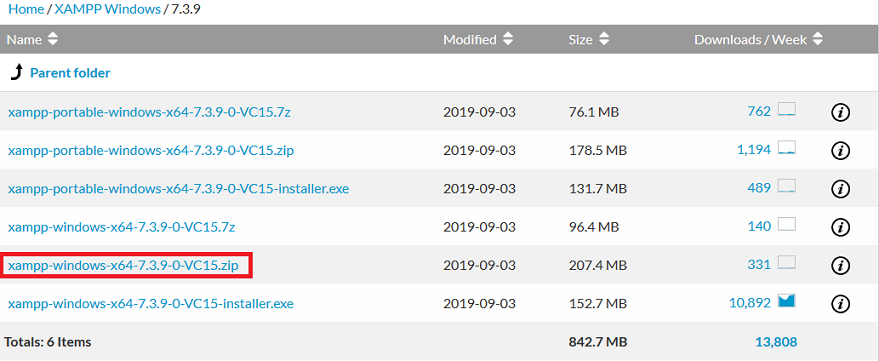 Home / XAMPP Windows / 7.3.9
Name Modified Size Downloads / Week
Parent folder
xampp-portable-windows-x64-7.3.9-0-VC15.7z 2019-09-03 76.1 MB 762
xampp-portable-windows-x64-7.3.9-0-VC15.zip 2019-09-03 178.5 MB 1,194
xampp-portable-windows-x64-7.3.9-0-VC15-installer.exe 2019-09-03 131.7 MB 489
xampp-windows-x64-7.3.9-0-VC15.7z 2019-09-03 96.4 MB 140
xampp-windows-x64-7.3.9-0-VC15.zip 2019-09-03 207.4 MB 331
xampp-windows-x64-7.3.9-0-VC15-installer.exe 2019-09-03 152.7 MB 10,892
Totals: 6 Items 842.7 MB 13,808